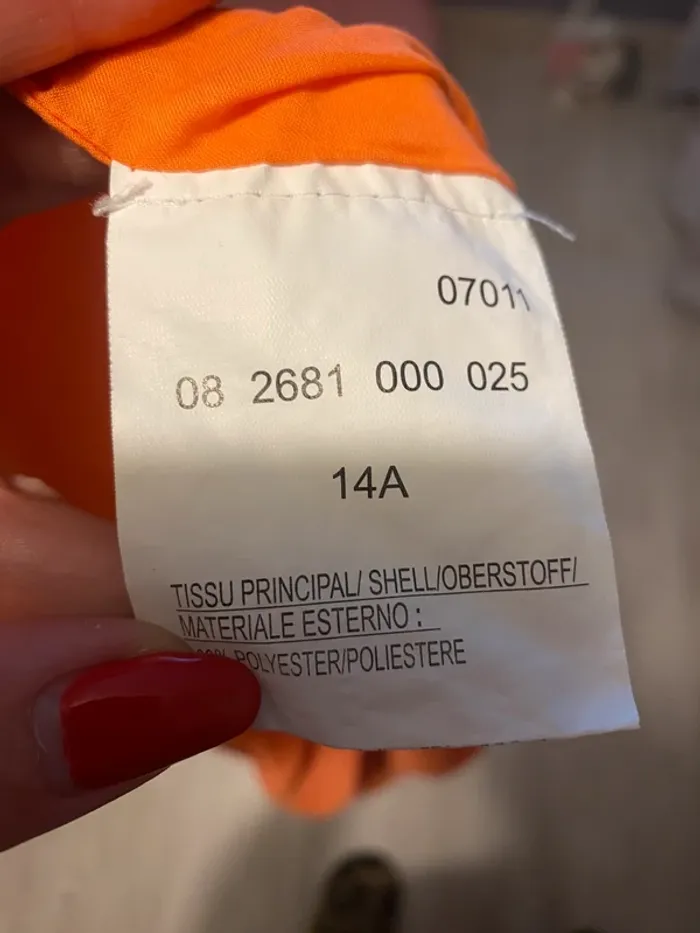 07011
08 2681 000 025
14A
TISSU PRINCIPAL/ SHELL/OBERSTOFF/
MATERIALE ESTERNO :
POLYESTER/POLIESTERE